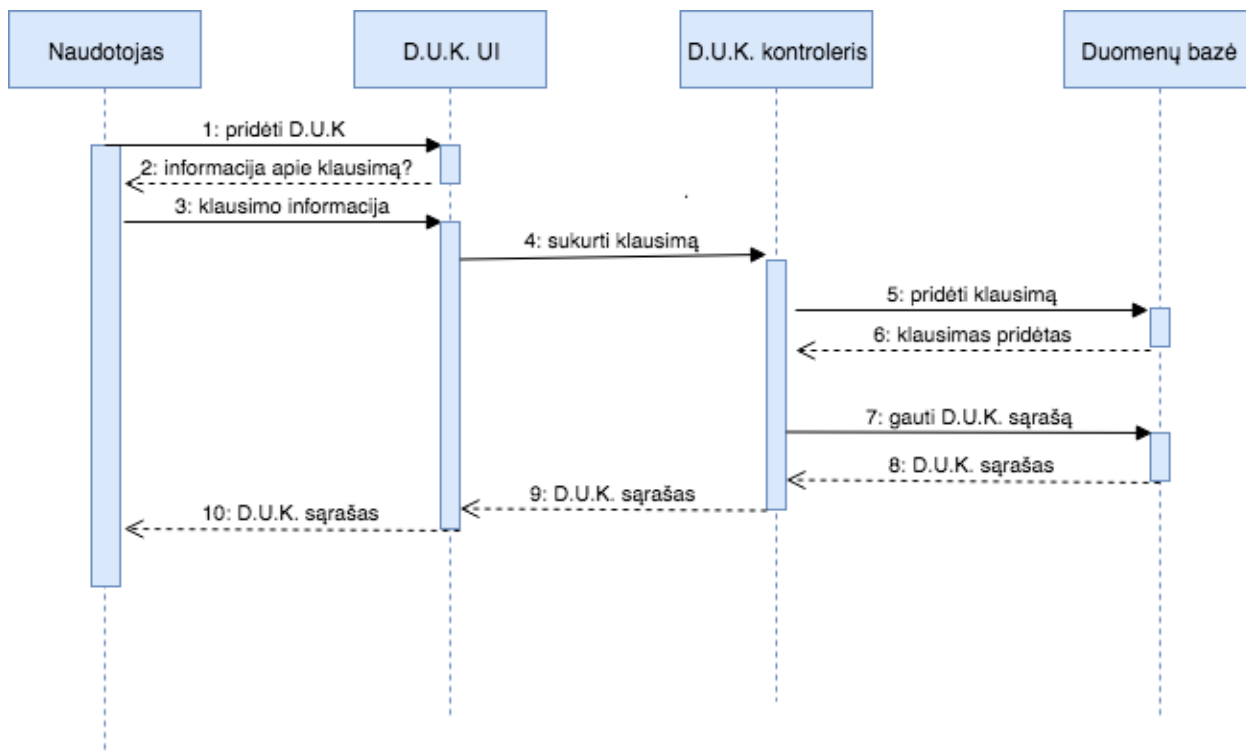 Naudotojas
D.U.K. UI
D.U.K. kontroleris
Duomenų bazė
1: pridėti D.U.K
2: informacija apie klausimą?
3: klausimo informacija
4: sukurti klausimą
5: pridėti klausimą
6: klausimas pridėtas
7: gauti D.U.K. sąrašą
8: D.U.K. sąrašas
9: D.U.K. sąrašas
10: D.U.K. sąrašas